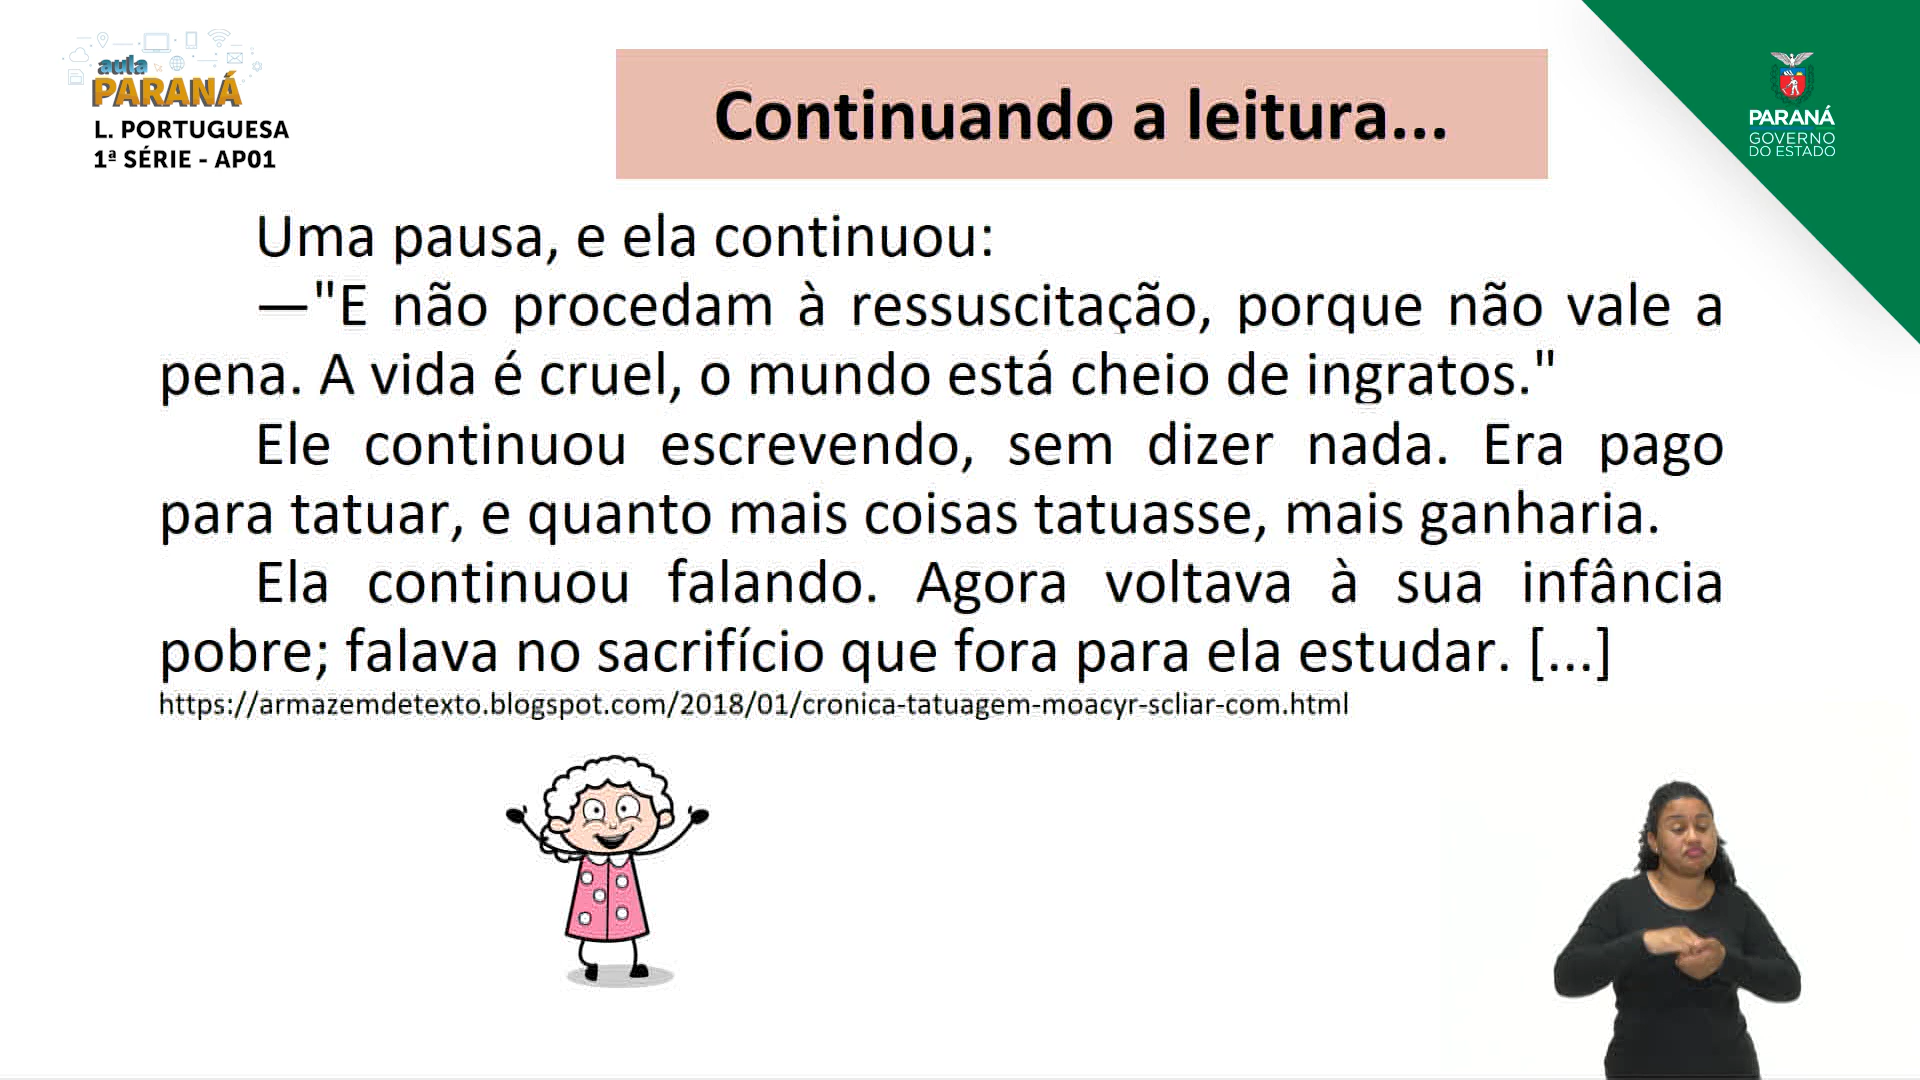 aula
PARANÁ
L. PORTUGUESA
1ª SÉRIE - AP01
Continuando a leitura...
PARANÁ
GOVERNO
DO ESTADO
Uma pausa, e ela continuou:
—"E não procedam à ressuscitação, porque não vale a
pena. A vida é cruel, o mundo está cheio de ingratos."
Ele continuou escrevendo, sem dizer nada. Era pago
para tatuar, e quanto mais coisas tatuasse, mais ganharia.
Ela continuou falando. Agora voltava à sua infância
pobre; falava no sacrifício que fora para ela estudar. [...]
https://armazemdetexto.blogspot.com/2018/01/cronica-tatuagem-moacyr-scliar-com.html